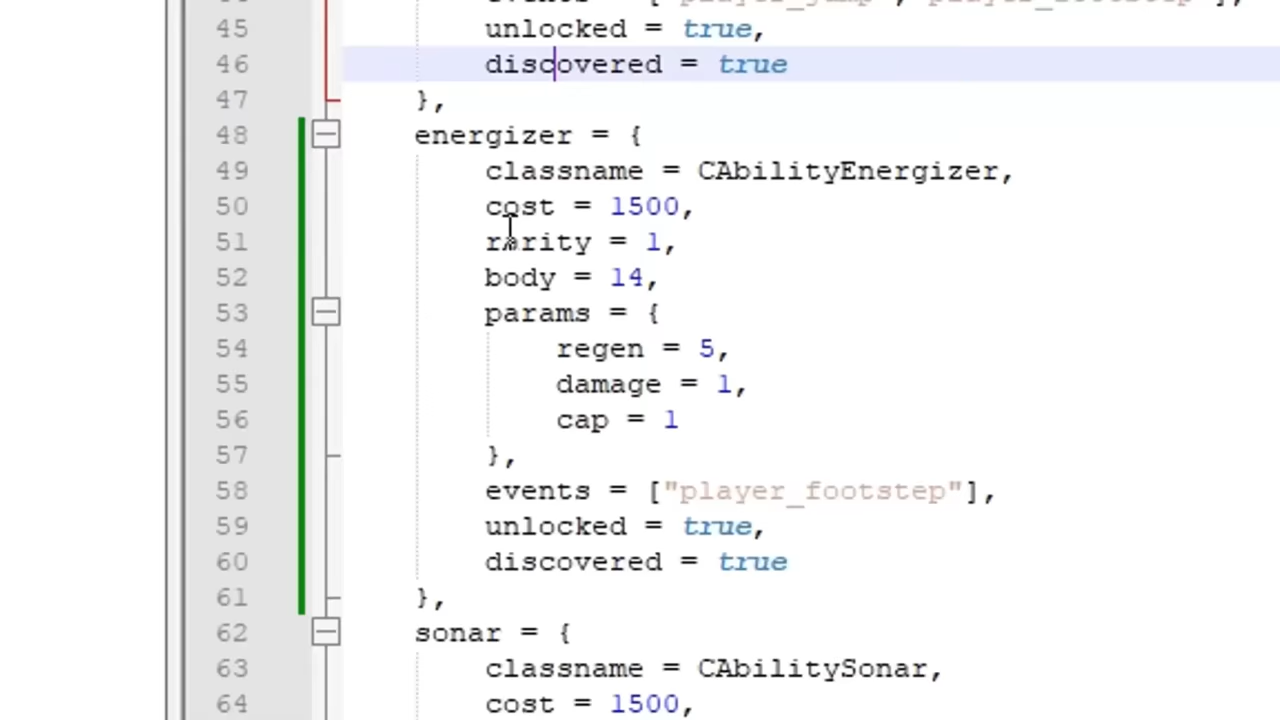 45 unlocked = true,
46 discovered = true
47 },
48 energizer = {
49 classname = CAbilityEnergizer,
50 cost = 1500,
51 rarity = 1,
52 body = 14,
53 params = {
54 regen = 5,
55 damage = 1,
56 cap = 1
57 },
58 events = ["player_footstep"],
59 unlocked = true,
60 discovered = true
61 },
62 sonar = {
63 classname = CAbilitySonar,
64 cost = 1500,